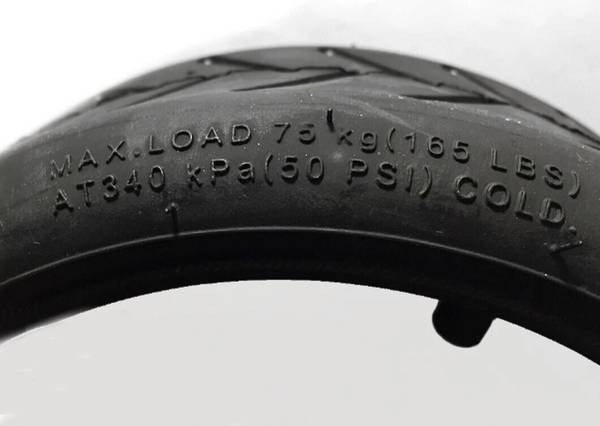 MAX.LOAD 75 kg(165 LBS)
AT340 kPa(50 PSI) COLD.